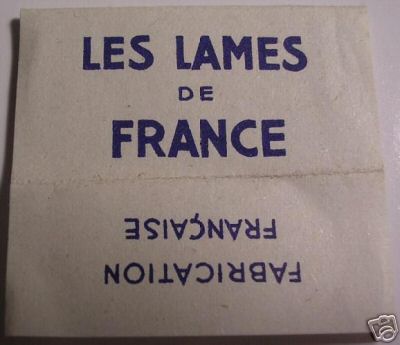 LES LAMES
DE
FRANCE
FABRICATION
FRANÇAISE